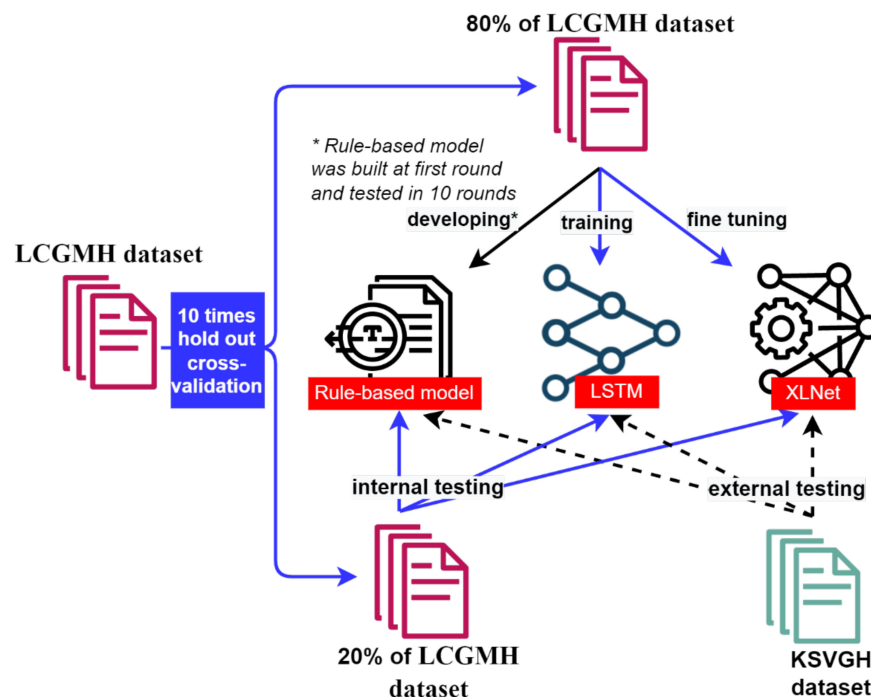 80% of LCGMH dataset
* Rule-based model
was built at first round
and tested in 10 rounds
developing*
training
fine tuning
LCGMH dataset
10 times
hold out
cross-
validation
T
Rule-based model
LSTM
XLNet
internal testing
external testing
20% of LCGMH
dataset
KSVGH
dataset